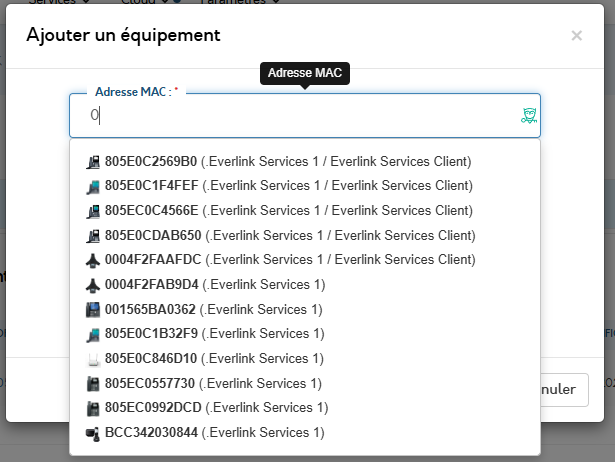 Services
Cloud
Paramètres
Ajouter un équipement
×
Adresse MAC
Adresse MAC : *
0
805E0C2569B0 (.Everlink Services 1 / Everlink Services Client)
805E0C1F4FEF (.Everlink Services 1 / Everlink Services Client)
805EC0C4566E (.Everlink Services 1 / Everlink Services Client)
805E0CDAB650 (.Everlink Services 1 / Everlink Services Client)
0004F2FAAFDC (.Everlink Services 1 / Everlink Services Client)
0004F2FAB9D4 (.Everlink Services 1)
001565BA0362 (.Everlink Services 1)
805E0C1B32F9 (.Everlink Services 1)
805E0C846D10 (.Everlink Services 1)
805EC0557730 (.Everlink Services 1)
805EC0992DCD (.Everlink Services 1)
BCC342030844 (.Everlink Services 1)
nuler